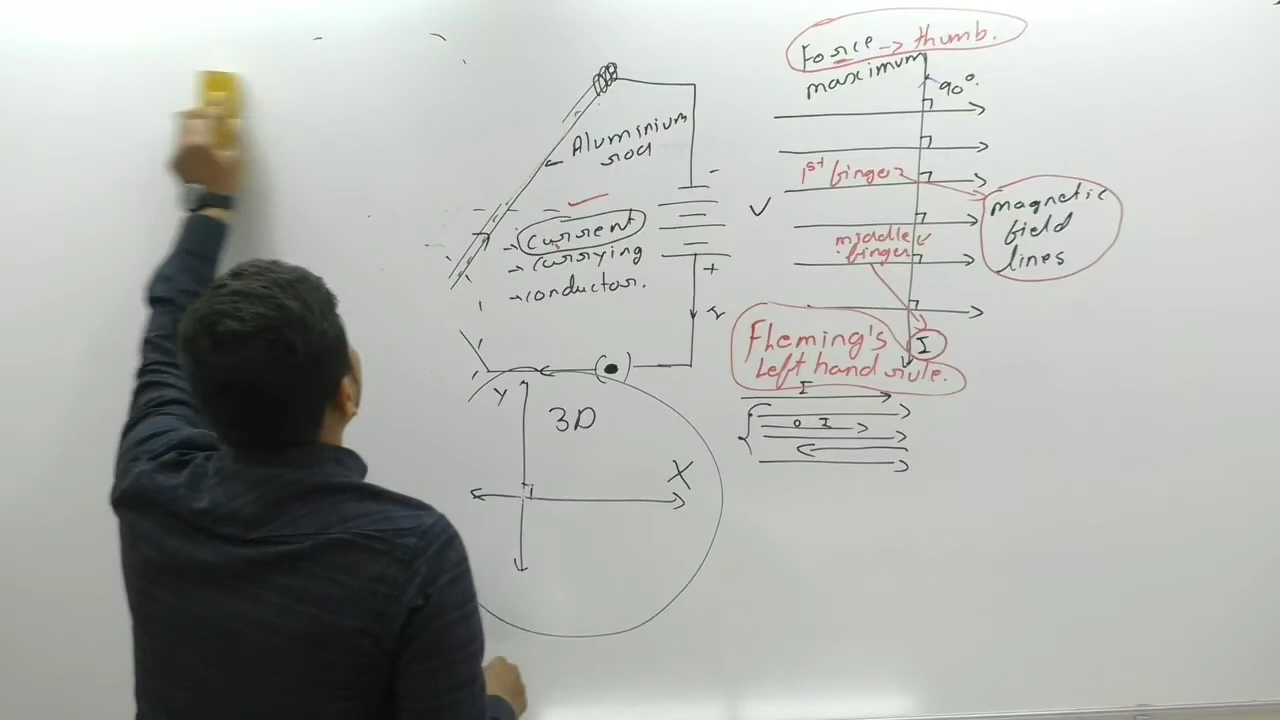 Force → thumb.
maximum
90°.
Aluminium
rod
1st finger
magnetic
field
lines
-
V
current
carrying
conductor.
middle
finger
+
I
Fleming's
Left hand rule.
I
I
I
Y
3D
X